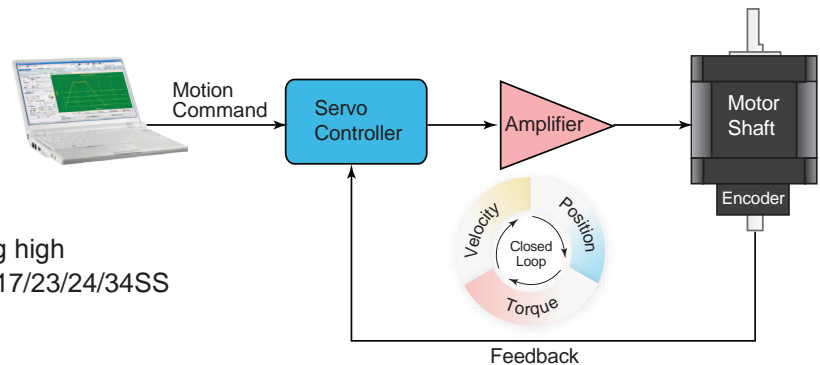 Motion
Command
Servo
Controller
Amplifier
Motor
Shaft
Encoder
Velocity
Position
Torque
Closed
Loop
g high
17/23/24/34SS
Feedback